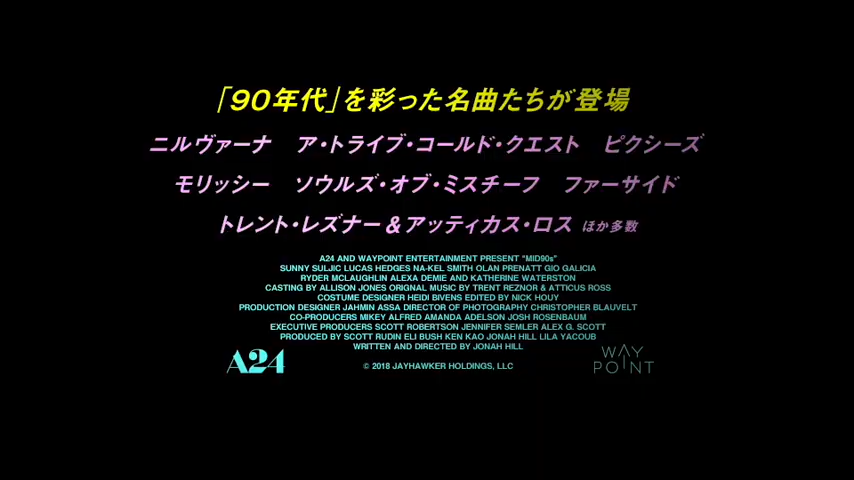 「90年代」を彩った名曲たちが登場
ニルヴァーナ ア・トライブ・コールド・クエスト ピクシーズ
モリッシー ソウルズ・オブ・ミスチーフ ファーサイド
トレント・レズナー&アッティカス・ロス ほか多数
A24 AND WAYPOINT ENTERTAINMENT PRESENT "MID90s"
SUNNY SULJIC LUCAS HEDGES NA-KEL SMITH OLAN PRENATT GIO GALICIA
RYDER MCLAUGHLIN ALEXA DEMIE AND KATHERINE WATERSTON
CASTING BY ALLISON JONES ORIGNAL MUSIC BY TRENT REZNOR & ATTICUS ROSS
COSTUME DESIGNER HEIDI BIVENS EDITED BY NICK HOUY
PRODUCTION DESIGNER JAHMIN ASSA DIRECTOR OF PHOTOGRAPHY CHRISTOPHER BLAUVELT
CO-PRODUCERS MIKEY ALFRED AMANDA ADELSON JOSH ROSENBAUM
EXECUTIVE PRODUCERS SCOTT ROBERTSON JENNIFER SEMLER ALEX G. SCOTT
PRODUCED BY SCOTT RUDIN ELI BUSH KEN KAO JONAH HILL LILA YACOUB
WRITTEN AND DIRECTED BY JONAH HILL
A24
© 2018 JAYHAWKER HOLDINGS, LLC
WAY
POINT